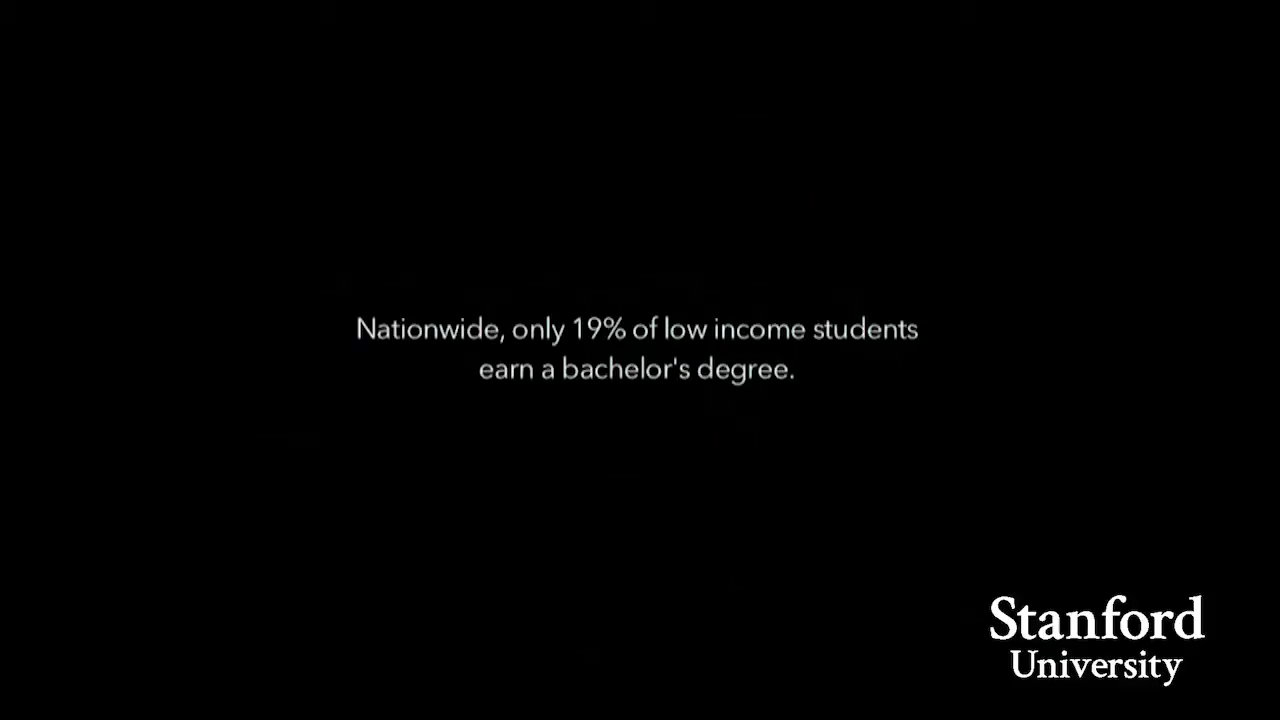 Nationwide, only 19% of low income students
earn a bachelor's degree.
Stanford
University